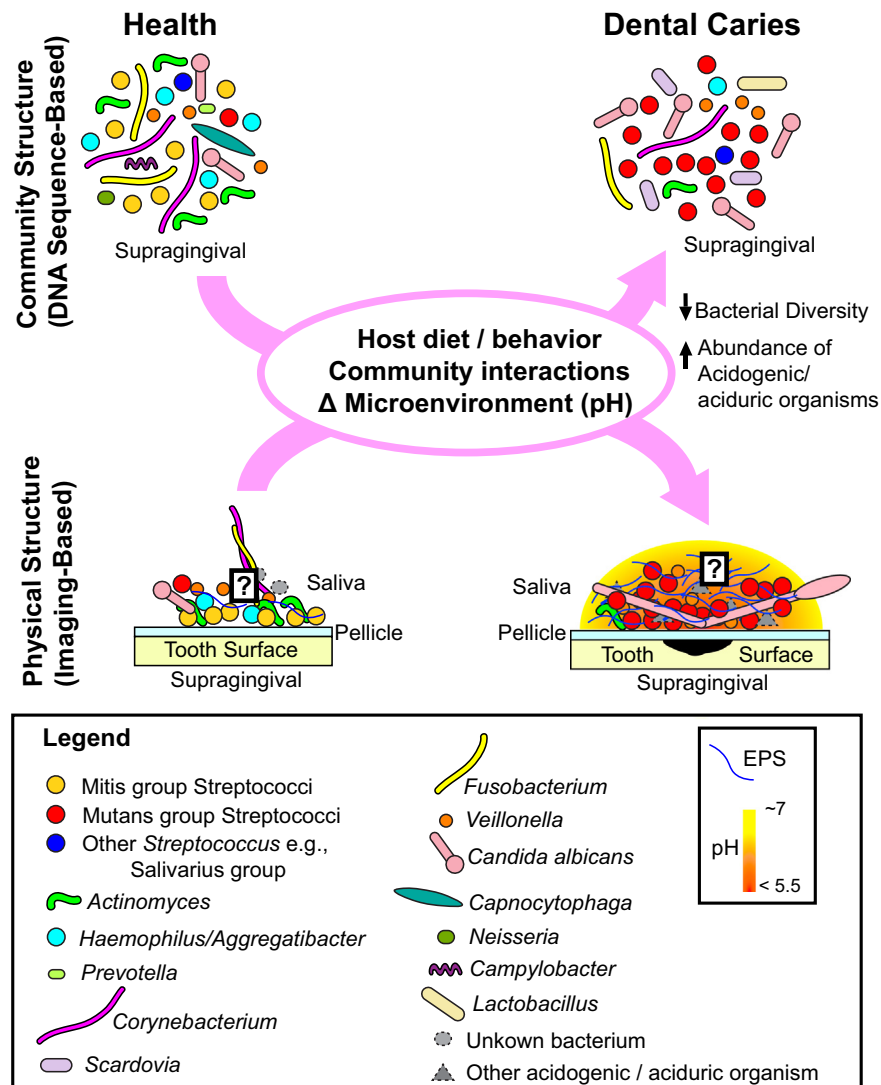 Health
Dental Caries
Community Structure
(DNA Sequence-Based)
Supragingival
Supragingival
Host diet / behavior
Community interactions
Δ Microenvironment (pH)
Bacterial Diversity
Abundance of
Acidogenic/
aciduric organisms
Physical Structure
(Imaging-Based)
?
Saliva
Pellicle
Tooth Surface
Supragingival
?
Saliva
Pellicle
Tooth Surface
Supragingival
Legend
Mitis group Streptococci
Mutans group Streptococci
Other Streptococcus e.g.,
Salivarius group
Actinomyces
Haemophilus/Aggregatibacter
Prevotella
Corynebacterium
Scardovia
Fusobacterium
Veillonella
Candida albicans
Capnocytophaga
Neisseria
Campylobacter
Lactobacillus
Unkown bacterium
Other acidogenic / aciduric organism
EPS
~7
pH
< 5.5